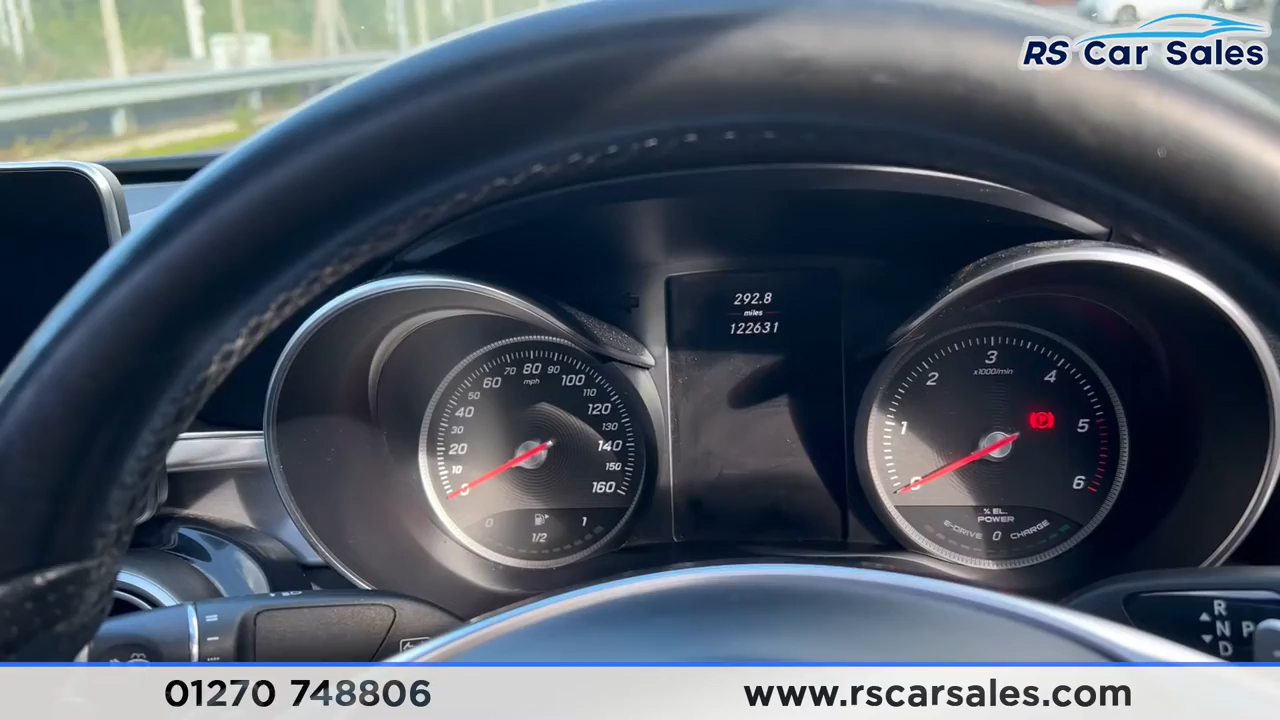 RS Car Sales
292.8
miles
122631
0 10 20 30 40 50 60 70 80 90 100 110 120 130 140 150 160
mph
0 1/2 1
0 1 2 3 4 5 6
x1000/min
P
% EL.
POWER
E-DRIVE 0 CHARGE
R
N P
D
01270 748806 www.rscarsales.com